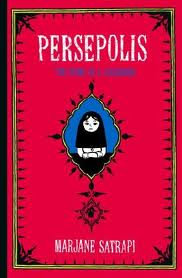 PERSEPOLIS
THE STORY OF A CHILDHOOD
MARJANE SATRAPI